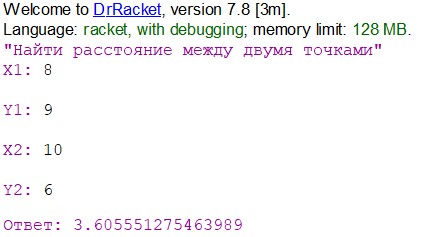 Welcome to DrRacket, version 7.8 [3m].
Language: racket, with debugging; memory limit: 128 MB.
"Найти расстояние между двумя точками"
X1: 8
Y1: 9
X2: 10
Y2: 6
Ответ: 3.605551275463989